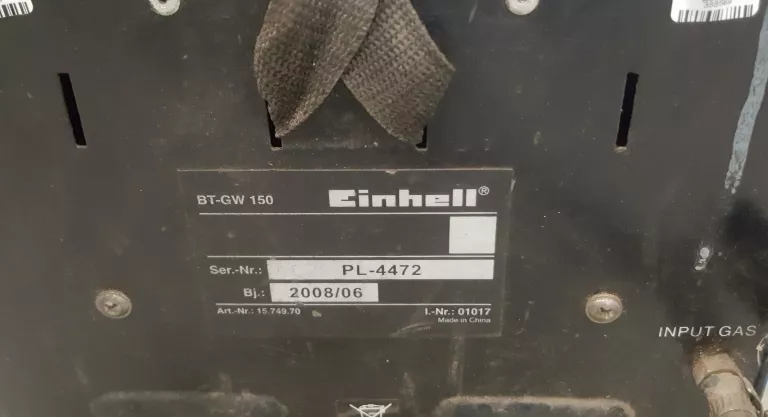 BT-GW 150 Einhell®
Ser.-Nr.: PL-4472
Bj.: 2008/06
Art.-Nr.: 15.749.70 I.-Nr.: 01017
Made in China
INPUT GAS